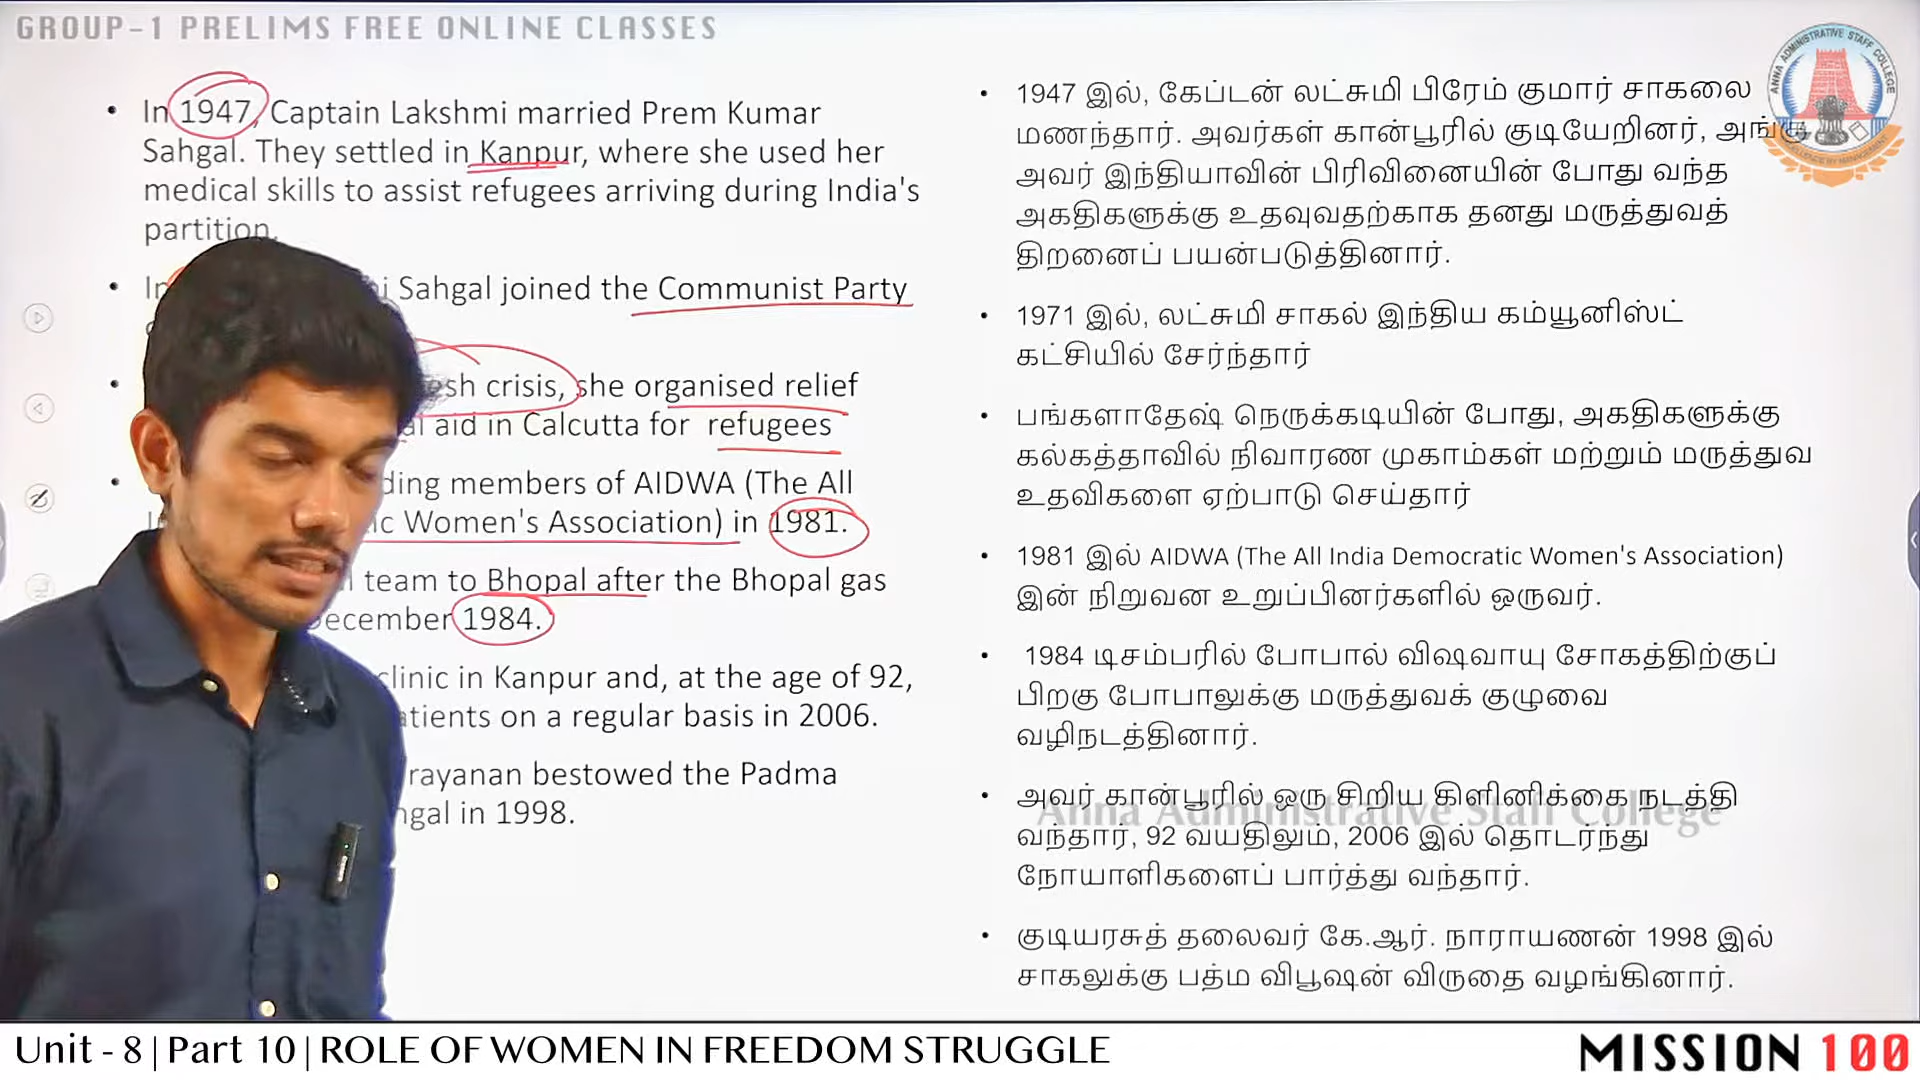 GROUP-1 PRELIMS FREE ONLINE CLASSES
In 1947, Captain Lakshmi married Prem Kumar
Sahgal. They settled in Kanpur, where she used her
medical skills to assist refugees arriving during India's
partition.
In Sahgal joined the Communist Party
crisis, she organised relief
aid in Calcutta for refugees
members of AIDWA (The All
Women's Association) in 1981.
team to Bhopal after the Bhopal gas
December 1984.
clinic in Kanpur and, at the age of 92,
on a regular basis in 2006.
bestowed the Padma
in 1998.
1947 இல், கேப்டன் லட்சுமி பிரேம் குமார் சாகலை
மணந்தார். அவர்கள் கான்பூரில் குடியேறினர், அங்கு
அவர் இந்தியாவின் பிரிவினையின் போது வந்த
அகதிகளுக்கு உதவுவதற்காக தனது மருத்துவத்
திறனைப் பயன்படுத்தினார்.
1971 இல், லட்சுமி சாகல் இந்திய கம்யூனிஸ்ட்
கட்சியில் சேர்ந்தார்
பங்களாதேஷ் நெருக்கடியின் போது, அகதிகளுக்கு
கல்கத்தாவில் நிவாரண முகாம்கள் மற்றும் மருத்துவ
உதவிகளை ஏற்பாடு செய்தார்
1981 இல் AIDWA (The All India Democratic Women's Association)
இன் நிறுவன உறுப்பினர்களில் ஒருவர்.
1984 டிசம்பரில் போபால் விஷவாயு சோகத்திற்குப்
பிறகு போபாலுக்கு மருத்துவக் குழுவை
வழிநடத்தினார்.
அவர் கான்பூரில் ஒரு சிறிய கிளினிக்கை நடத்தி
வந்தார், 92 வயதிலும், 2006 இல் தொடர்ந்து
நோயாளிகளைப் பார்த்து வந்தார்.
குடியரசுத் தலைவர் கே.ஆர். நாராயணன் 1998 இல்
சாகலுக்கு பத்ம விபூஷன் விருதை வழங்கினார்.
Anna Administrative Staff College
ANNA ADMINISTRATIVE STAFF COLLEGE
Unit - 8 | Part 10 | ROLE OF WOMEN IN FREEDOM STRUGGLE
MISSION 100